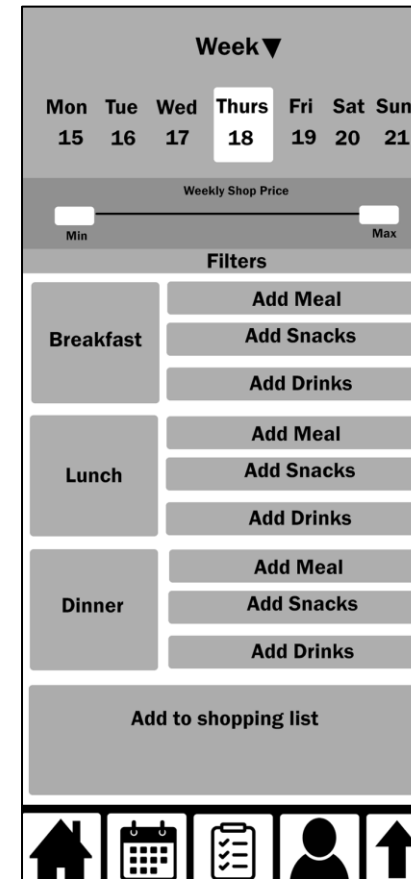 Week▼
Mon Tue Wed Thurs Fri Sat Sun
15 16 17 18 19 20 21
Weekly Shop Price
Min Max
Filters
Breakfast
Add Meal
Add Snacks
Add Drinks
Lunch
Add Meal
Add Snacks
Add Drinks
Dinner
Add Meal
Add Snacks
Add Drinks
Add to shopping list